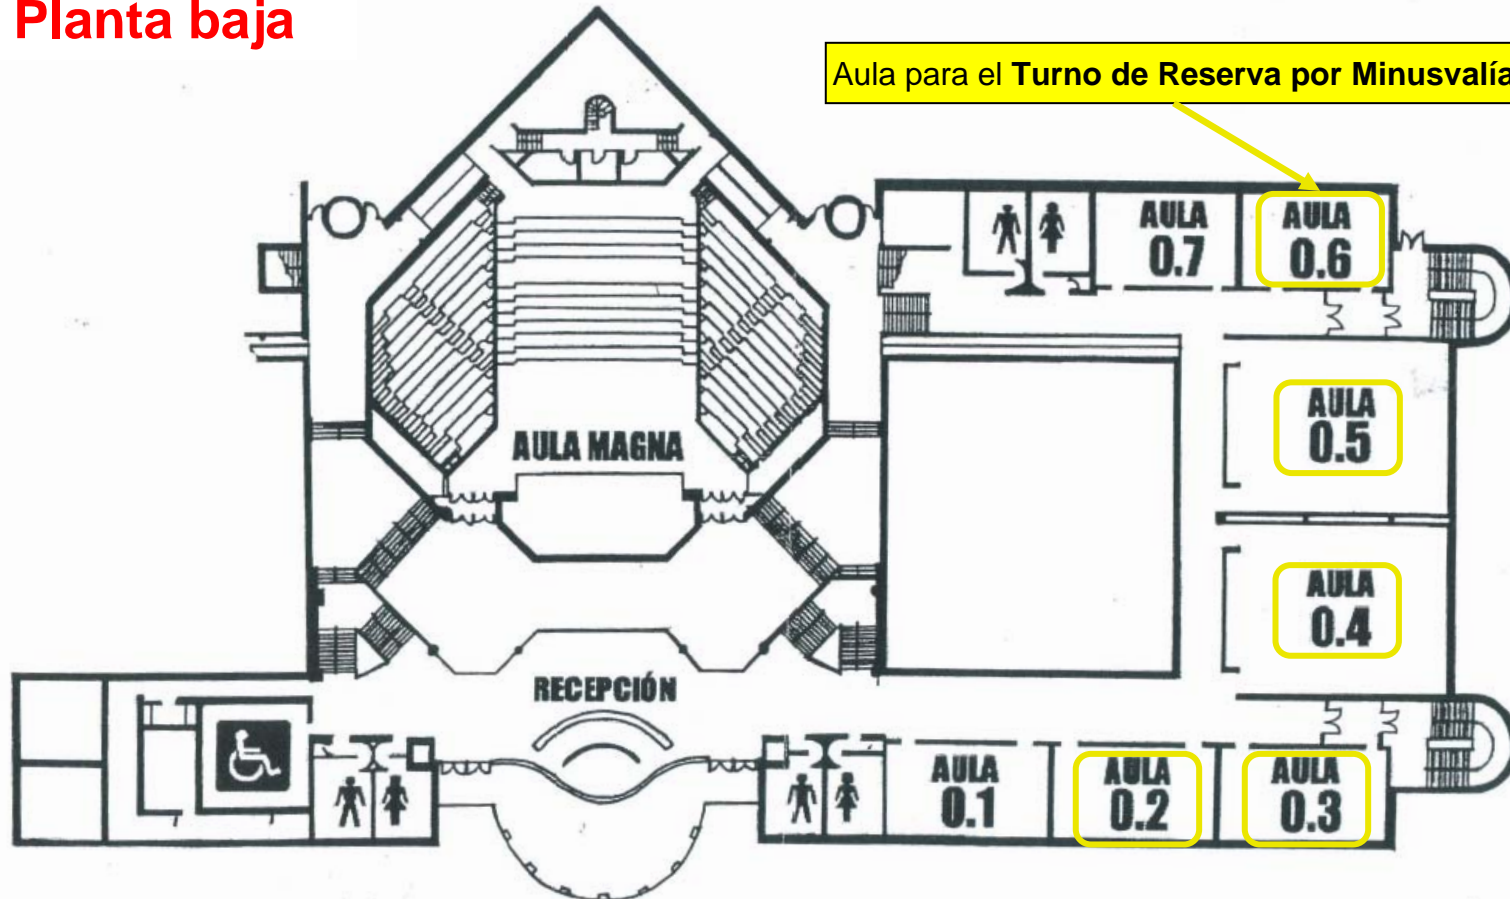 Planta baja
Aula para el Turno de Reserva por Minusvalía
AULA
0.7
AULA
0.6
AULA
0.5
AULA MAGNA
AULA
0.4
RECEPCIÓN
AULA
0.1
AULA
0.2
AULA
0.3